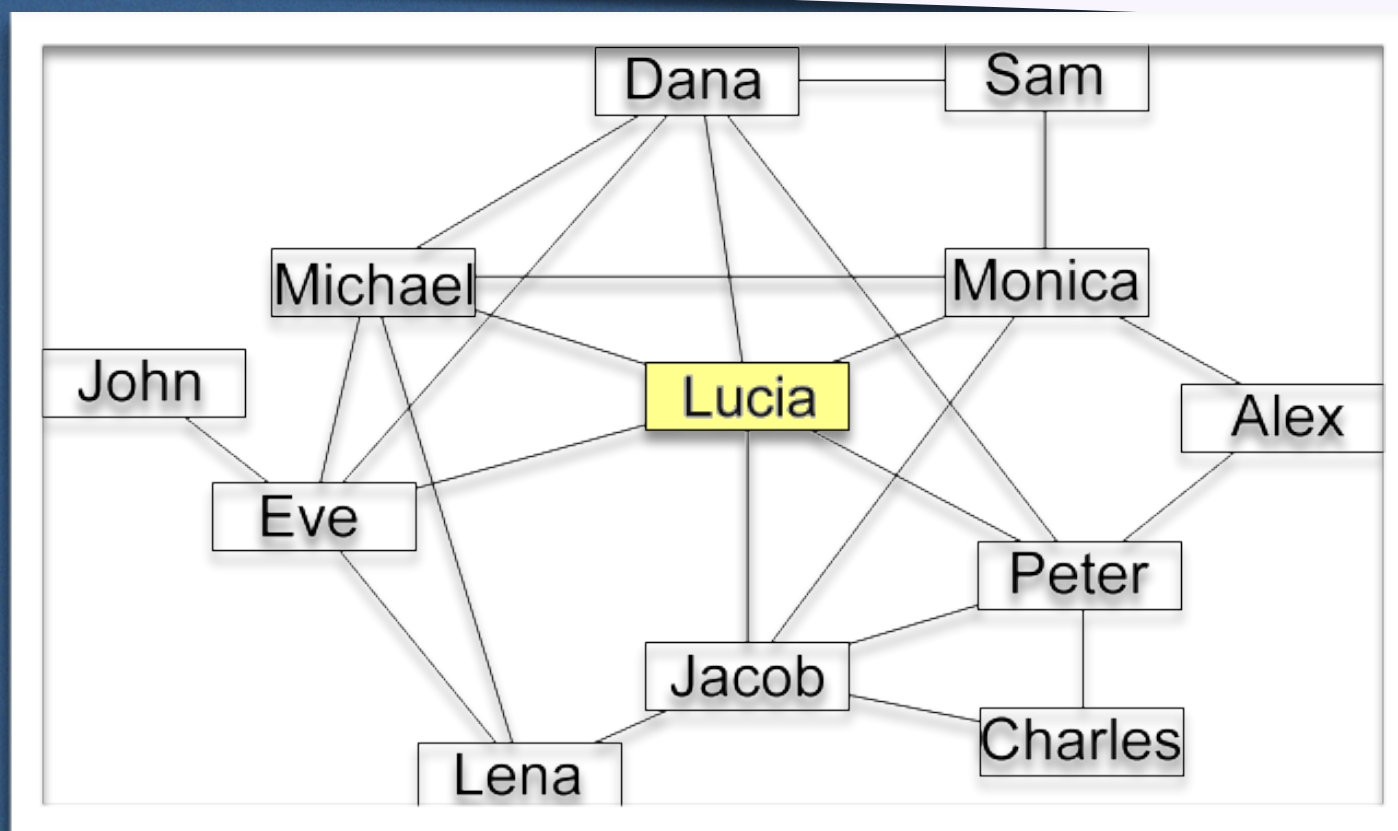 Dana
Sam
Michael
Monica
John
Lucia
Alex
Eve
Peter
Jacob
Charles
Lena